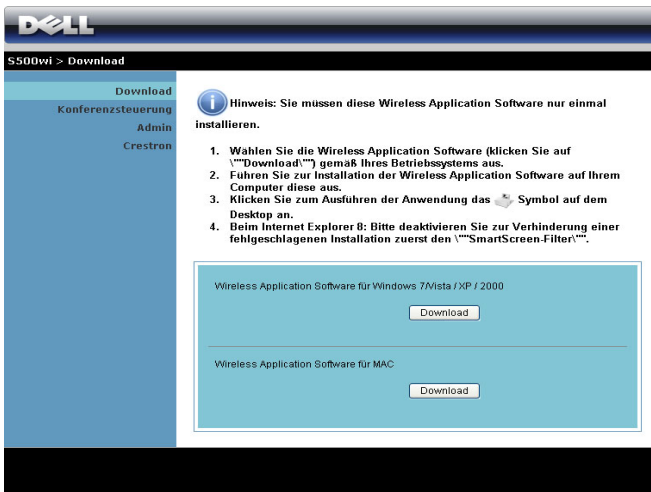 DELL
S500wi > Download
Download
Konferenzsteuerung
Admin
Crestron
Hinweis: Sie müssen diese Wireless Application Software nur einmal
installieren.
1. Wählen Sie die Wireless Application Software (klicken Sie auf
\""Download\"") gemäß Ihres Betriebssystems aus.
2. Führen Sie zur Installation der Wireless Application Software auf Ihrem
Computer diese aus.
3. Klicken Sie zum Ausführen der Anwendung das Symbol auf dem
Desktop an.
4. Beim Internet Explorer 8: Bitte deaktivieren Sie zur Verhinderung einer
fehlgeschlagenen Installation zuerst den \""SmartScreen-Filter\"".
Wireless Application Software für Windows 7/Vista / XP / 2000
Download
Wireless Application Software für MAC
Download